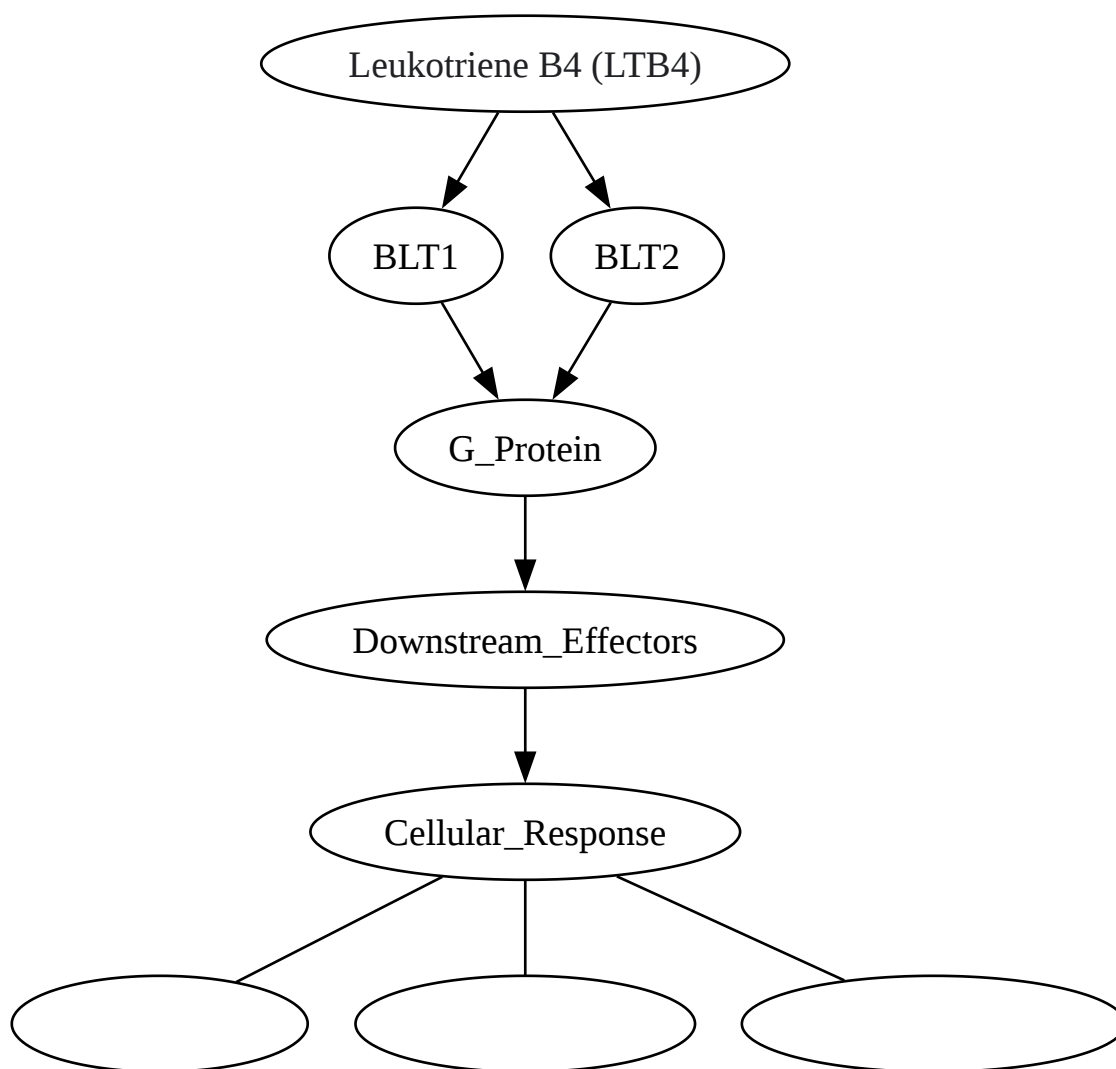 Leukotriene B4 (LTB4)
BLT1
BLT2
G_Protein
Downstream_Effectors
Cellular_Response